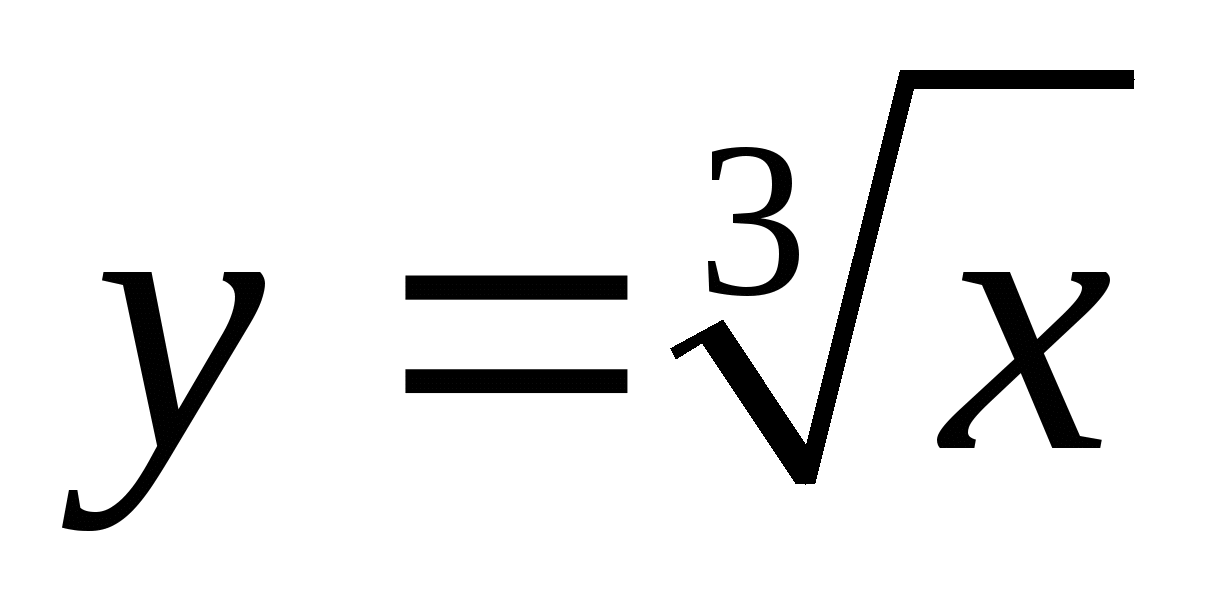 y = ∛x